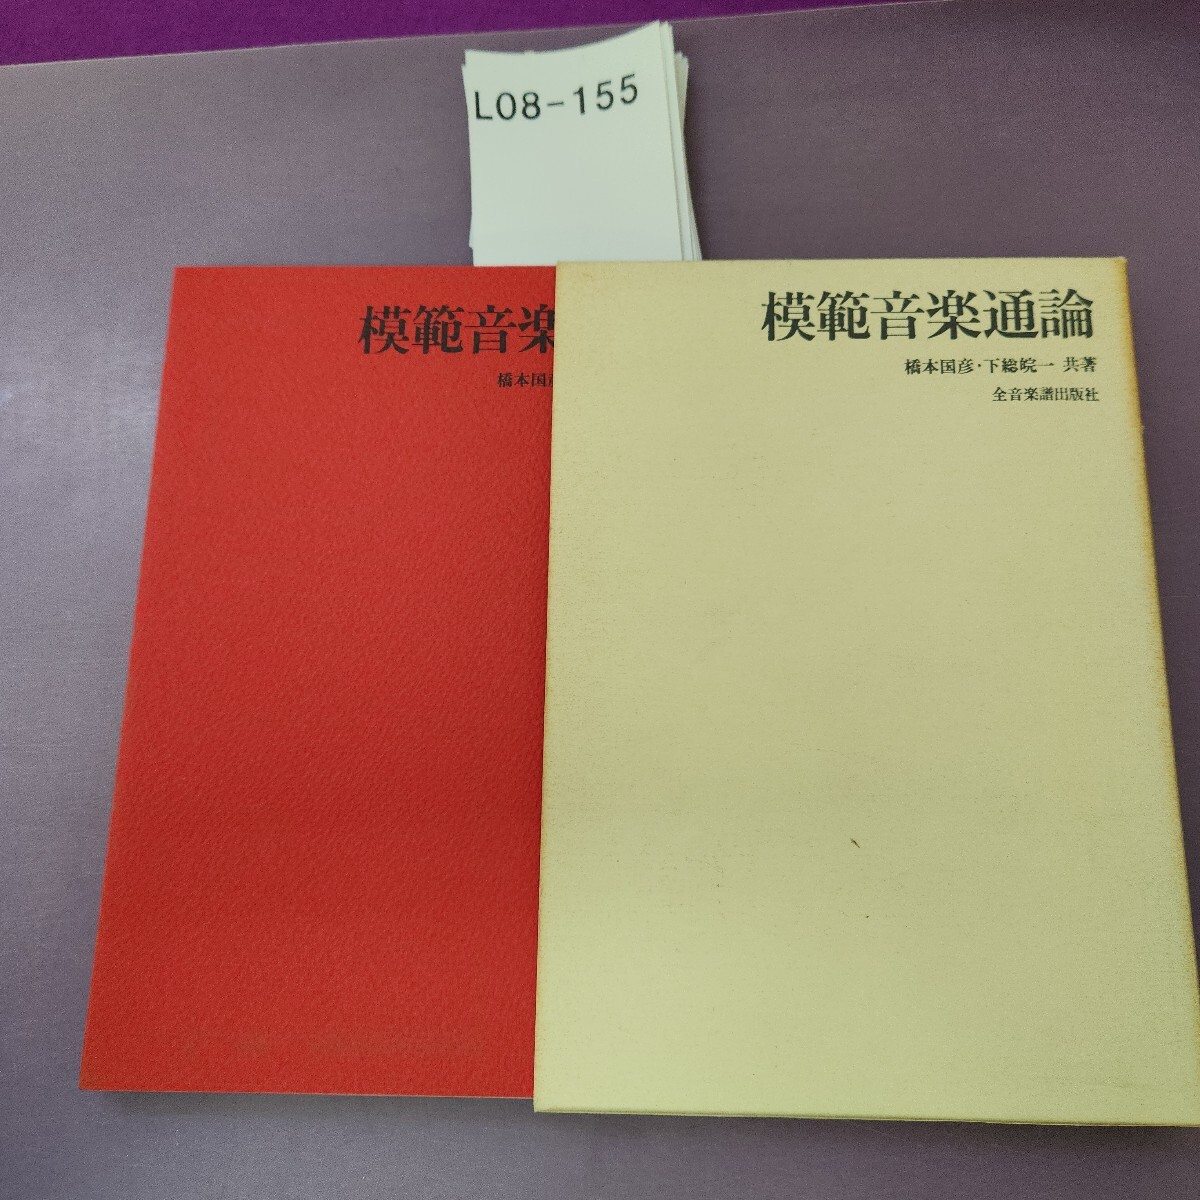 L08-155
模範音楽
橋本国彦
模範音楽通論
橋本国彦・下総皖一 共著
全音楽譜出版社